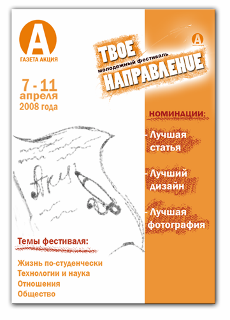 А
ГАЗЕТА АКЦИЯ
7 - 11
апреля
2008 года
ТВОЕ
А
молодежный фестиваль
НАПРАВЛЕНИЕ
номинации:
- Лучшая
статья
- Лучший
дизайн
- Лучшая
фотография
Темы фестиваля:
Жизнь по-студенчески
Технологии и наука
Отношения
Общество